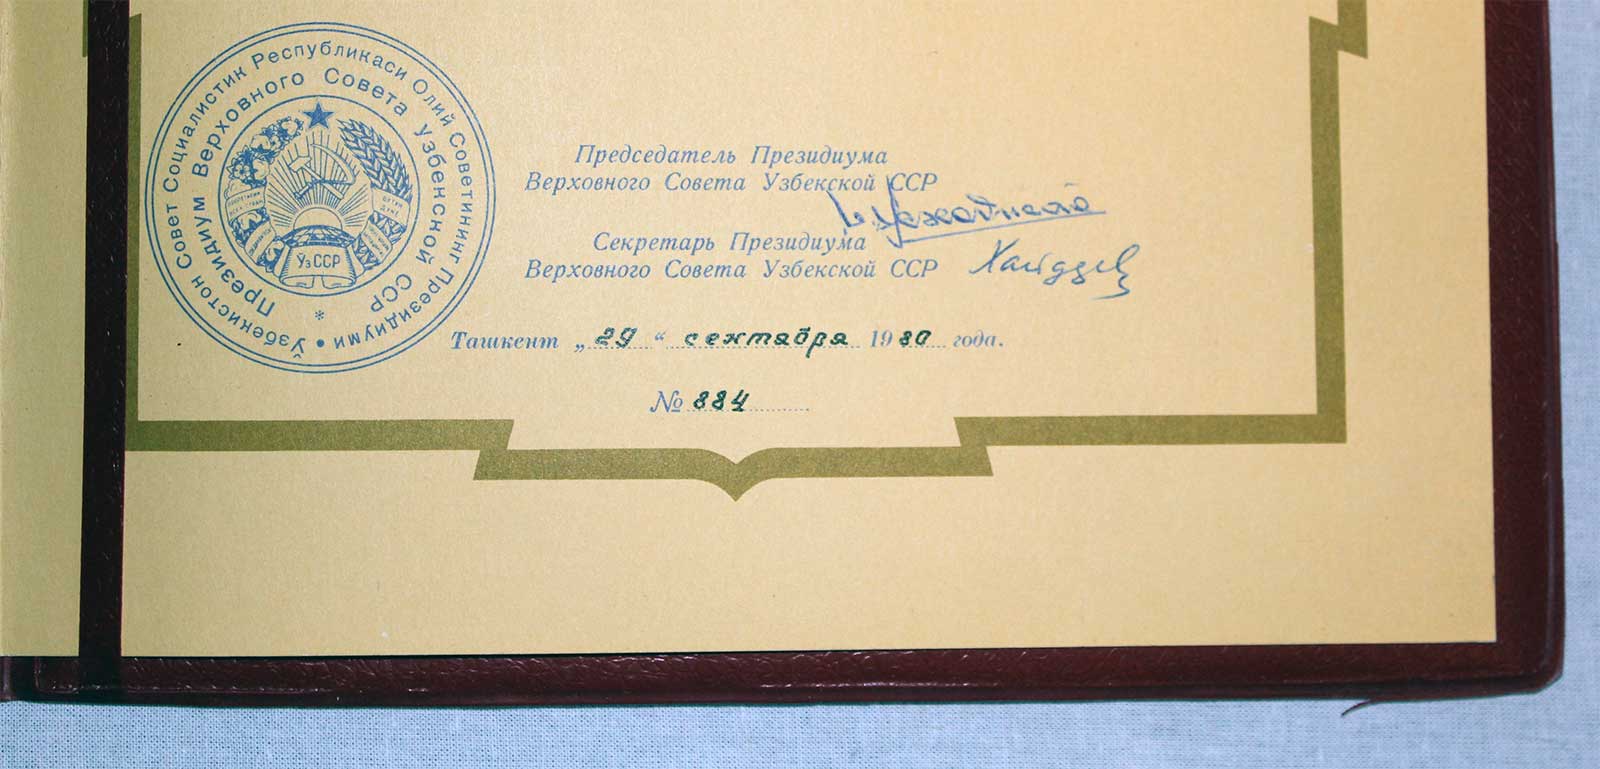 Ўзбекистон Совет Социалистик Республикаси Олий Советининг Президиуми
Президиум Верховного Совета Узбекской ССР
ЎзССР
Председатель Президиума
Верховного Совета Узбекской ССР
Секретарь Президиума
Верховного Совета Узбекской ССР
Ташкент „29“ сентября 1980 года.
№ 884